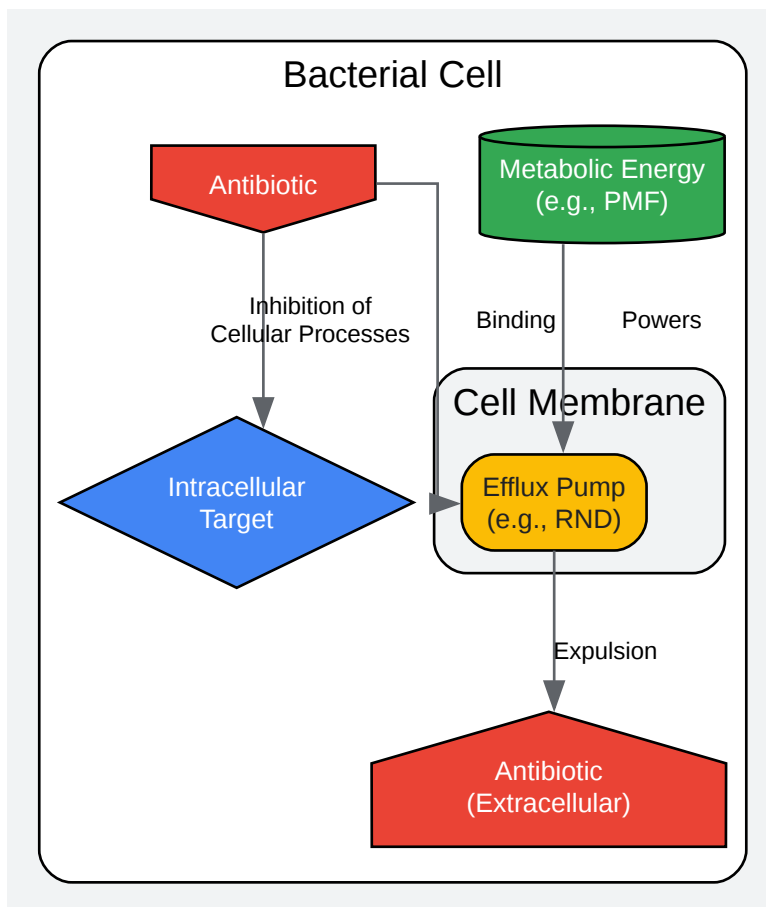 Bacterial Cell
Antibiotic
Metabolic Energy
(e.g., PMF)
Inhibition of
Cellular Processes
Binding
Powers
Cell Membrane
Intracellular
Target
Efflux Pump
(e.g., RND)
Expulsion
Antibiotic
(Extracellular)